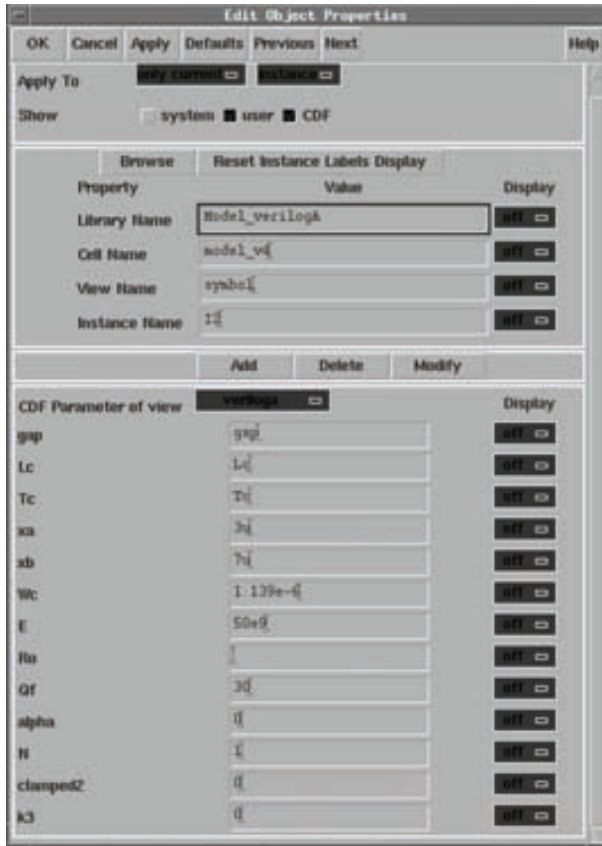 Edit Object Properties
OK Cancel Apply Defaults Previous Next Help
Apply To only current instance
Show system user CDF
Browse Reset Instance Labels Display
Property Value Display
Library Name Model_verilogA off
Cell Name model_v4 off
View Name symbol off
Instance Name off
Add Delete Modify
CDF Parameter of view veriloga Display
gap gap off
Lc Lc off
Tc Tc off
xa 3u off
xb 7u off
Wc 1.139e-6 off
E 50e9 off
off
Qf 30 off
alpha 0 off
N 1 off
clamped2 0 off
k3 0 off